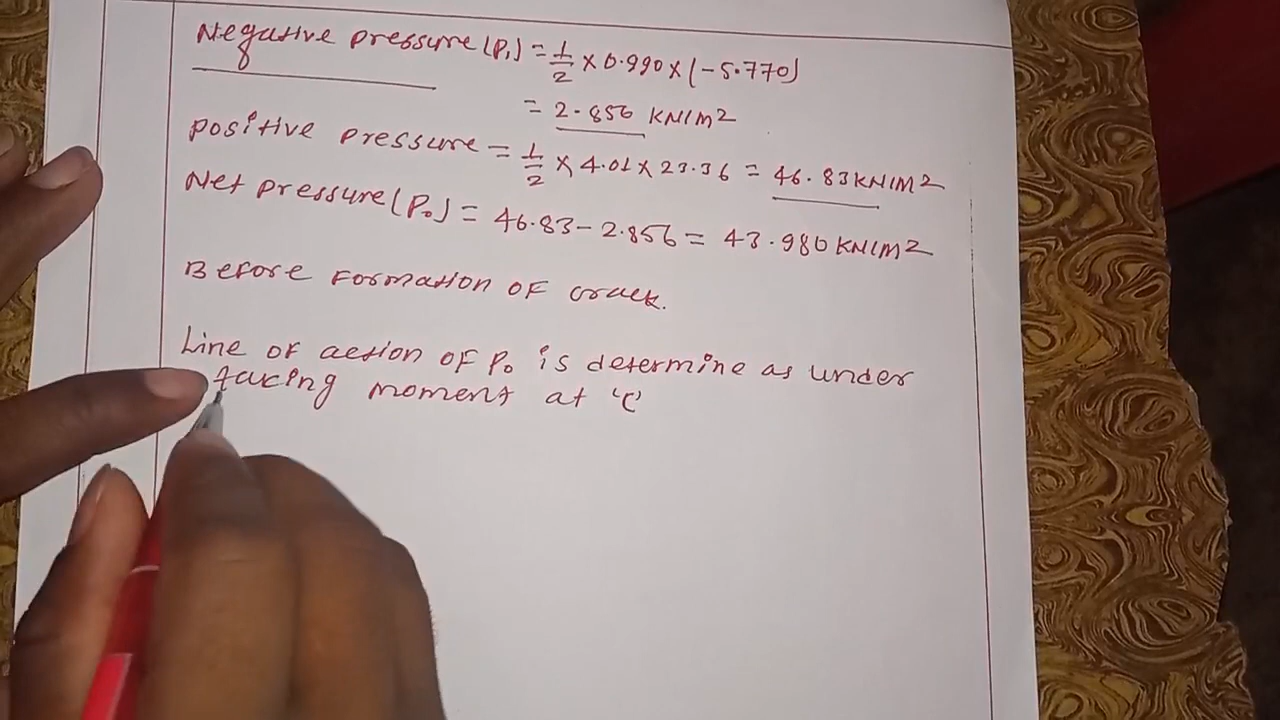 Negative pressure (P₁) = 1/2 × 0.990 × (-5.770)
= 2.856 KN/M²
positive pressure = 1/2 × 4.01 × 23.36 = 46.83 KN/M²
Net pressure (P₀) = 46.83 - 2.856 = 43.980 KN/M²
Before Formation OF crack.
Line OF action OF P₀ is determine as under
taking moment at 'C'